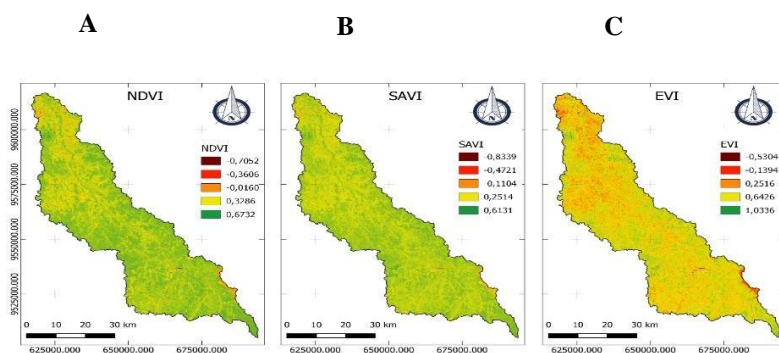 A B C
NDVI
NDVI
-0,7052
-0,3606
-0,0160
0,3286
0,6732
9600000.000
9575000.000
9550000.000
9525000.000
0 10 20 30 km
625000.000 650000.000 675000.000
SAVI
SAVI
-0,8339
-0,4721
0,1104
0,2514
0,6131
0 10 20 30 km
625000.000 650000.000 675000.000
EVI
EVI
-0,5304
-0,1394
0,2516
0,6426
1,0336
0 10 20 30 km
625000.000 650000.000 675000.000